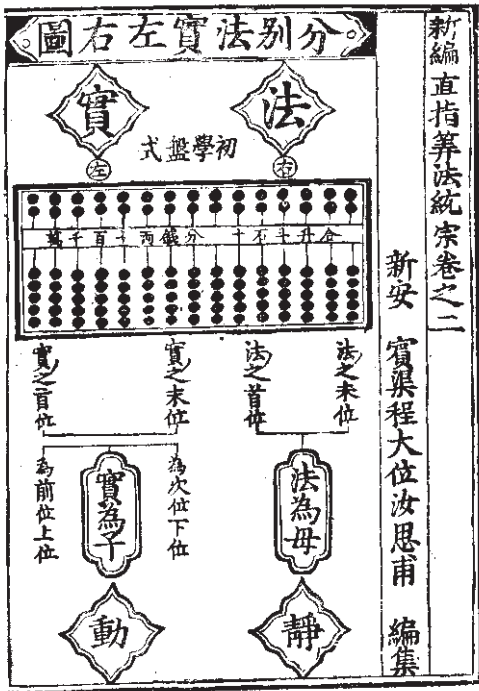 新編直指筭法統宗卷之二
新安 賓渠程大位汝思甫 編集
分別法實左右圖
法
實
右
初學盤式
左
合升斗石十 分錢兩十百千萬
法之末位
法之首位
實之末位
實之首位
法為母
為次位下位
實為子
為前位上位
靜
動